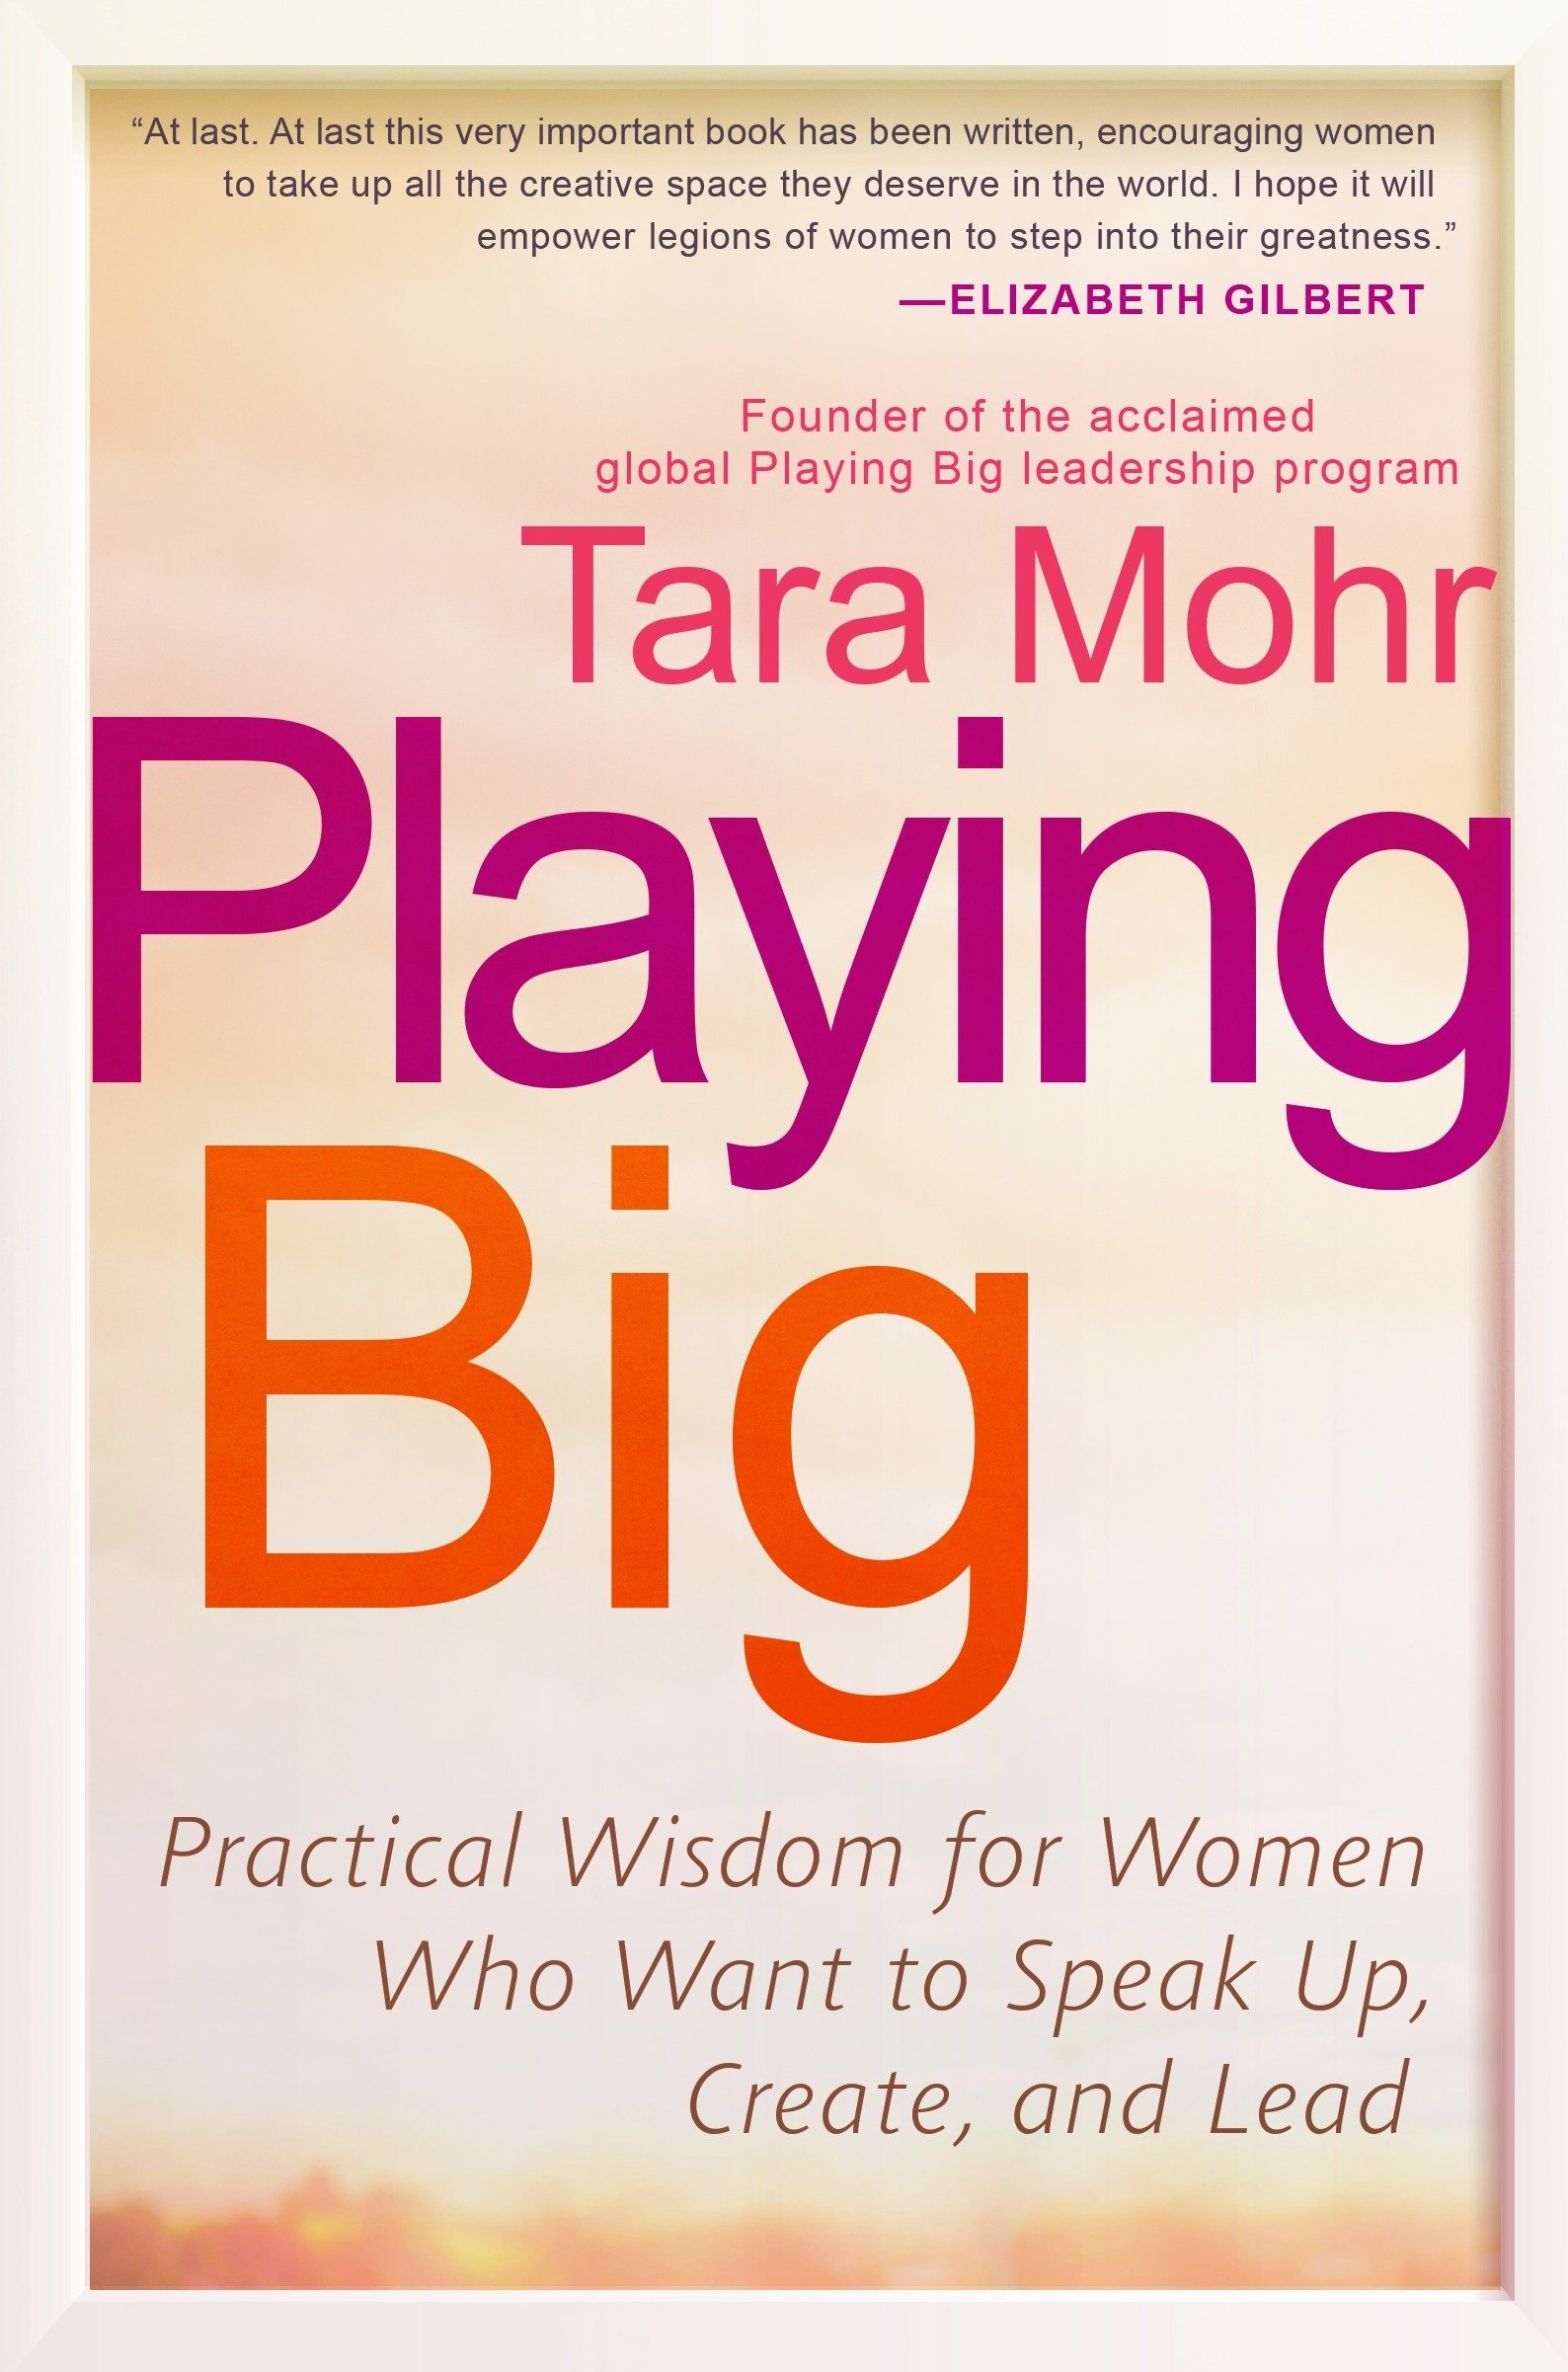 “At last. At last this very important book has been written, encouraging women
to take up all the creative space they deserve in the world. I hope it will
empower legions of women to step into their greatness.”
—ELIZABETH GILBERT
Founder of the acclaimed
global Playing Big leadership program
Tara Mohr
Playing
Big
Practical Wisdom for Women
Who Want to Speak Up,
Create, and Lead